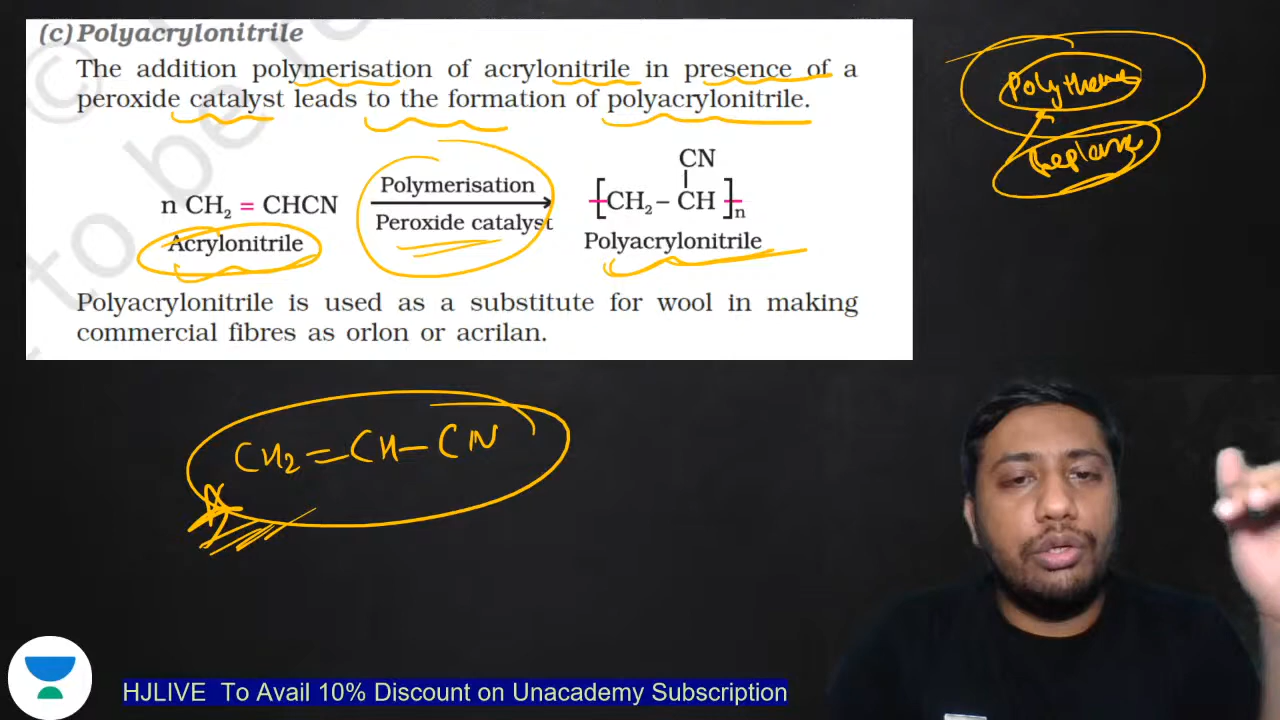 (c) Polyacrylonitrile
The addition polymerisation of acrylonitrile in presence of a
peroxide catalyst leads to the formation of polyacrylonitrile.
n CH₂ = CHCN
Acrylonitrile
Polymerisation
Peroxide catalyst
CN
[CH₂ – CH]n
Polyacrylonitrile
Polyacrylonitrile is used as a substitute for wool in making
commercial fibres as orlon or acrilan.
CH₂=CH–CN
HJLIVE To Avail 10% Discount on Unacademy Subscription